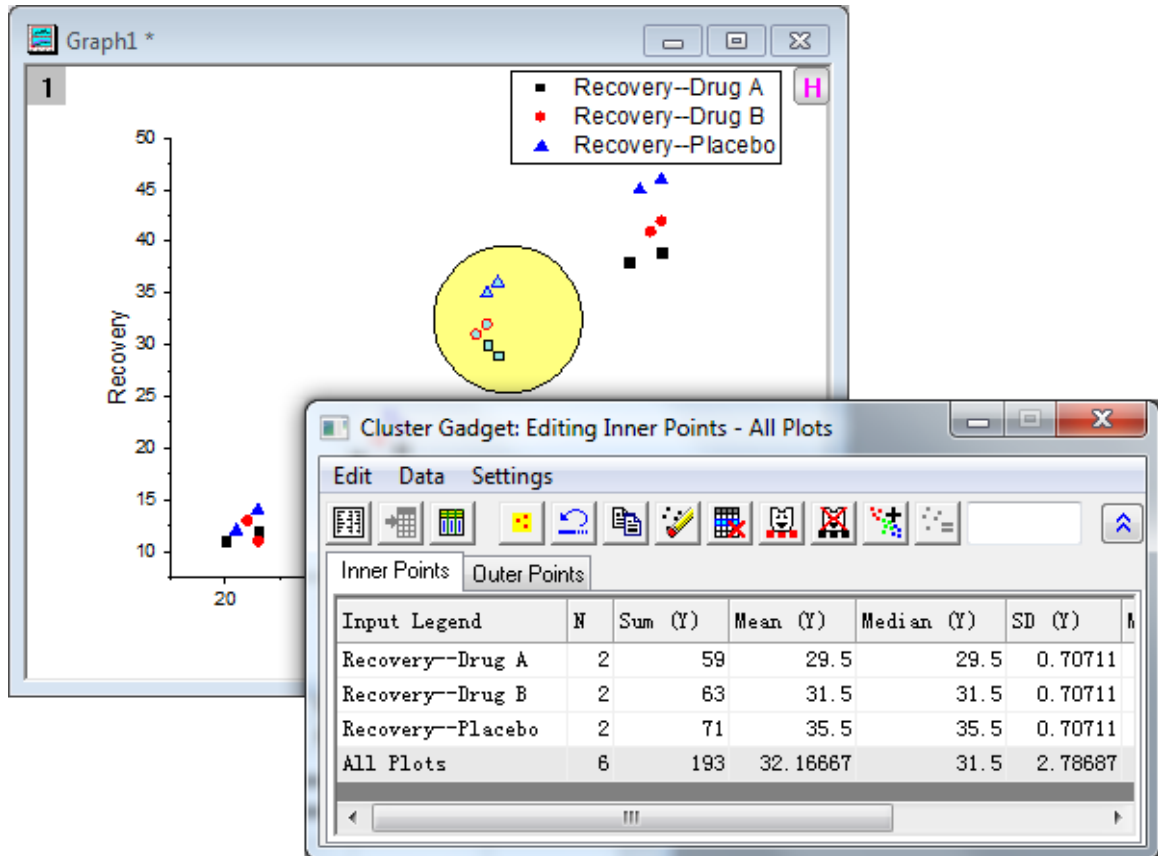 Graph1 *
1
Recovery--Drug A
Recovery--Drug B
Recovery--Placebo
H
50
45
40
35
30
25
20
15
10
Recovery
20
Cluster Gadget: Editing Inner Points - All Plots
Edit Data Settings
Inner Points Outer Points
Input Legend N Sum (Y) Mean (Y) Median (Y) SD (Y)
Recovery--Drug A 2 59 29.5 29.5 0.70711
Recovery--Drug B 2 63 31.5 31.5 0.70711
Recovery--Placebo 2 71 35.5 35.5 0.70711
All Plots 6 193 32.16667 31.5 2.78687